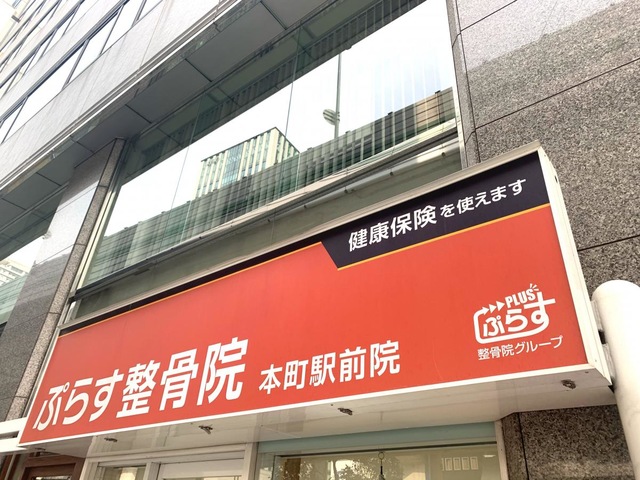 健康保険を使えます
ぷらす整骨院 本町駅前院
PLUS
ぷらす
整骨院グループ